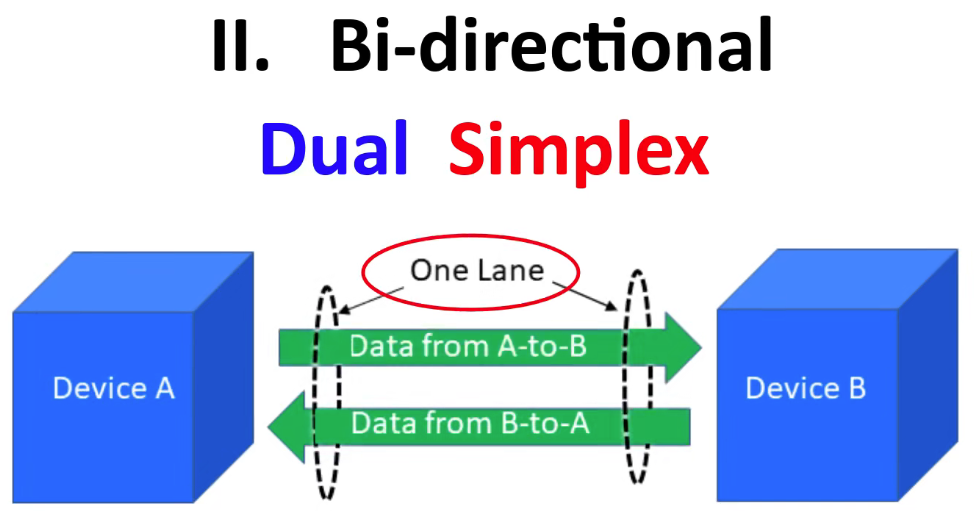 II. Bi-directional
Dual Simplex
One Lane
Data from A-to-B
Device A
Device B
Data from B-to-A